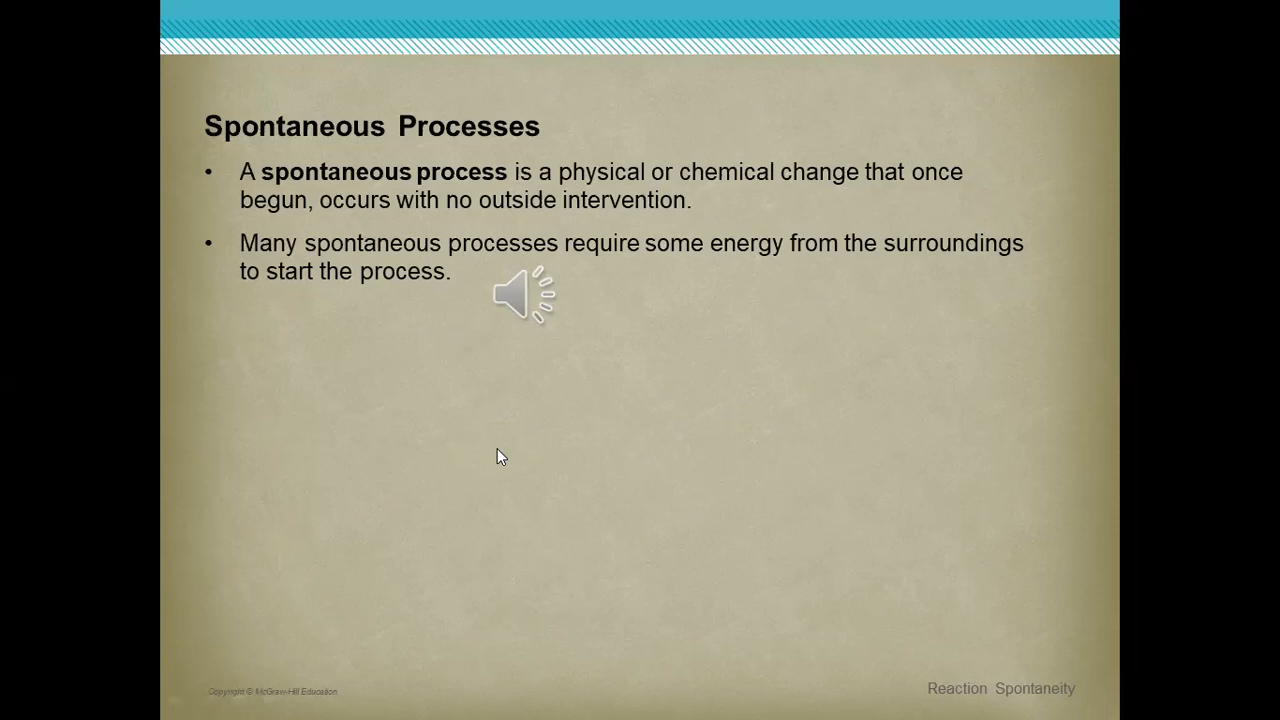 Spontaneous Processes
• A spontaneous process is a physical or chemical change that once
begun, occurs with no outside intervention.
• Many spontaneous processes require some energy from the surroundings
to start the process.
Copyright © McGraw-Hill Education
Reaction Spontaneity